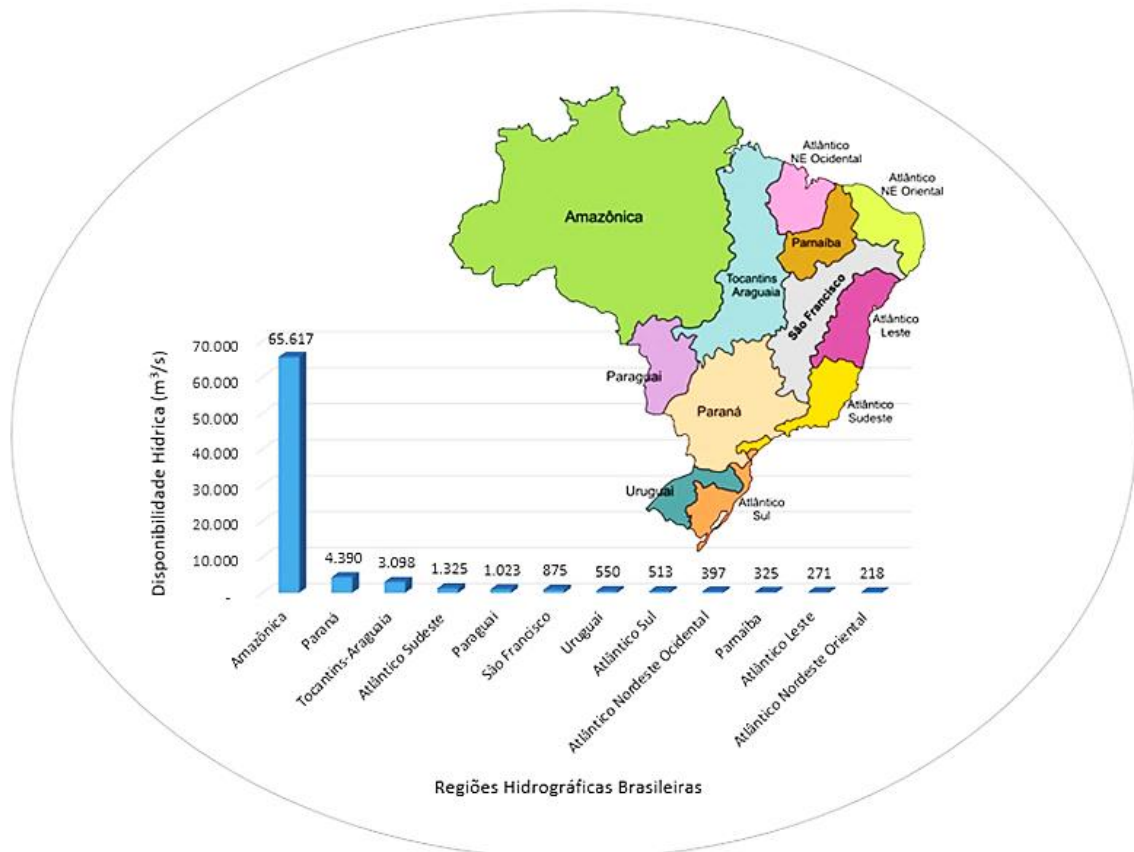 Atlântico
NE Ocidental
Atlântico
NE Oriental
Amazônica
Parnaíba
Tocantins
Araguaia
São Francisco
Atlântico
Leste
Paraguai
Paraná
Atlântico
Sudeste
Uruguai
Atlântico
Sul
Disponibilidade Hídrica (m³/s)
70.000
60.000
50.000
40.000
30.000
20.000
10.000
-
65.617
4.390
3.098
1.325
1.023
875
550
513
397
325
271
218
Amazônica
Paraná
Tocantins-Araguaia
Atlântico Sudeste
Paraguai
São Francisco
Uruguai
Atlântico Sul
Atlântico Nordeste Ocidental
Parnaíba
Atlântico Leste
Atlântico Nordeste Oriental
Regiões Hidrográficas Brasileiras